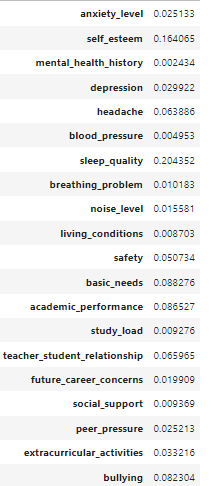 anxiety_level 0.025133
self_esteem 0.164065
mental_health_history 0.002434
depression 0.029922
headache 0.063886
blood_pressure 0.004953
sleep_quality 0.204352
breathing_problem 0.010183
noise_level 0.015581
living_conditions 0.008703
safety 0.050734
basic_needs 0.088276
academic_performance 0.086527
study_load 0.009276
teacher_student_relationship 0.065965
future_career_concerns 0.019909
social_support 0.009369
peer_pressure 0.025213
extracurricular_activities 0.033216
bullying 0.082304